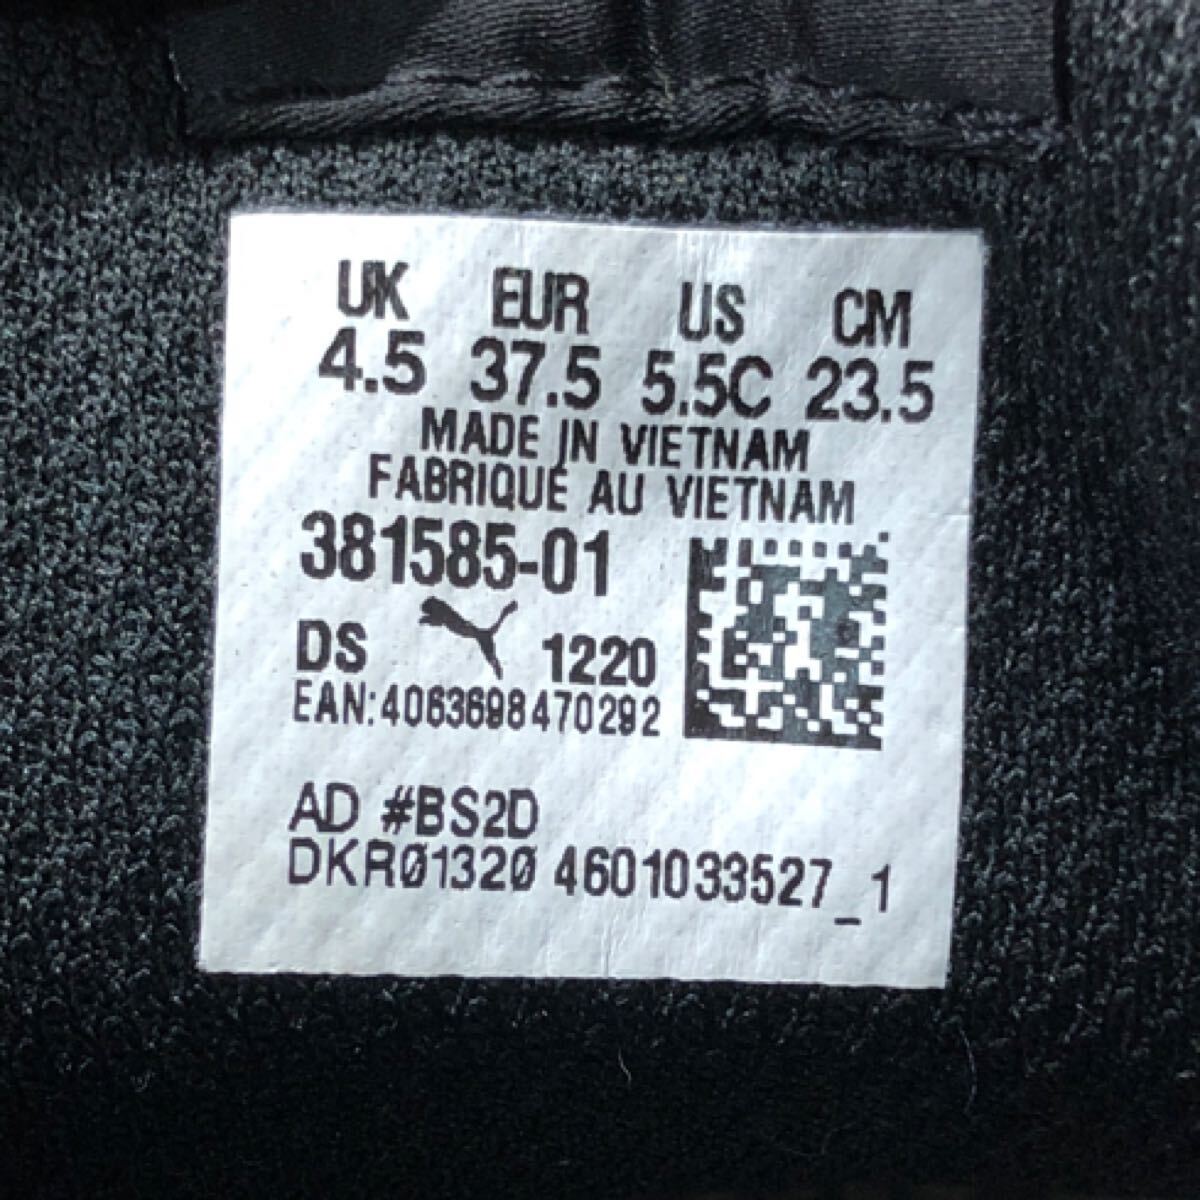 UK EUR US CM
4.5 37.5 5.5C 23.5
MADE IN VIETNAM
FABRIQUE AU VIETNAM
381585-01
DS 1220
EAN:4063698470292
AD #BS2D
DKR01320 4601033527_1